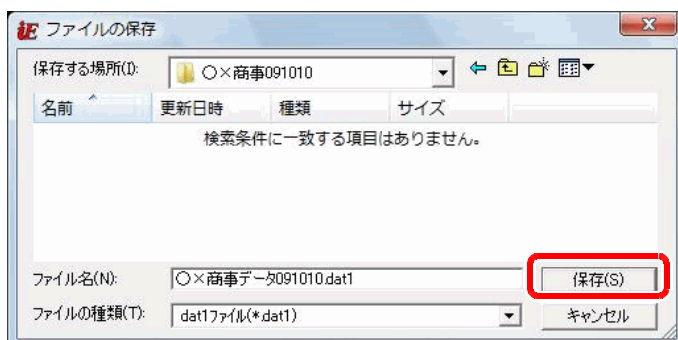 iE ファイルの保存
保存する場所(I): 〇×商事091010
名前 更新日時 種類 サイズ
検索条件に一致する項目はありません。
ファイル名(N): 〇×商事データ091010.dat1 保存(S)
ファイルの種類(T): dat1ファイル(*.dat1) キャンセル